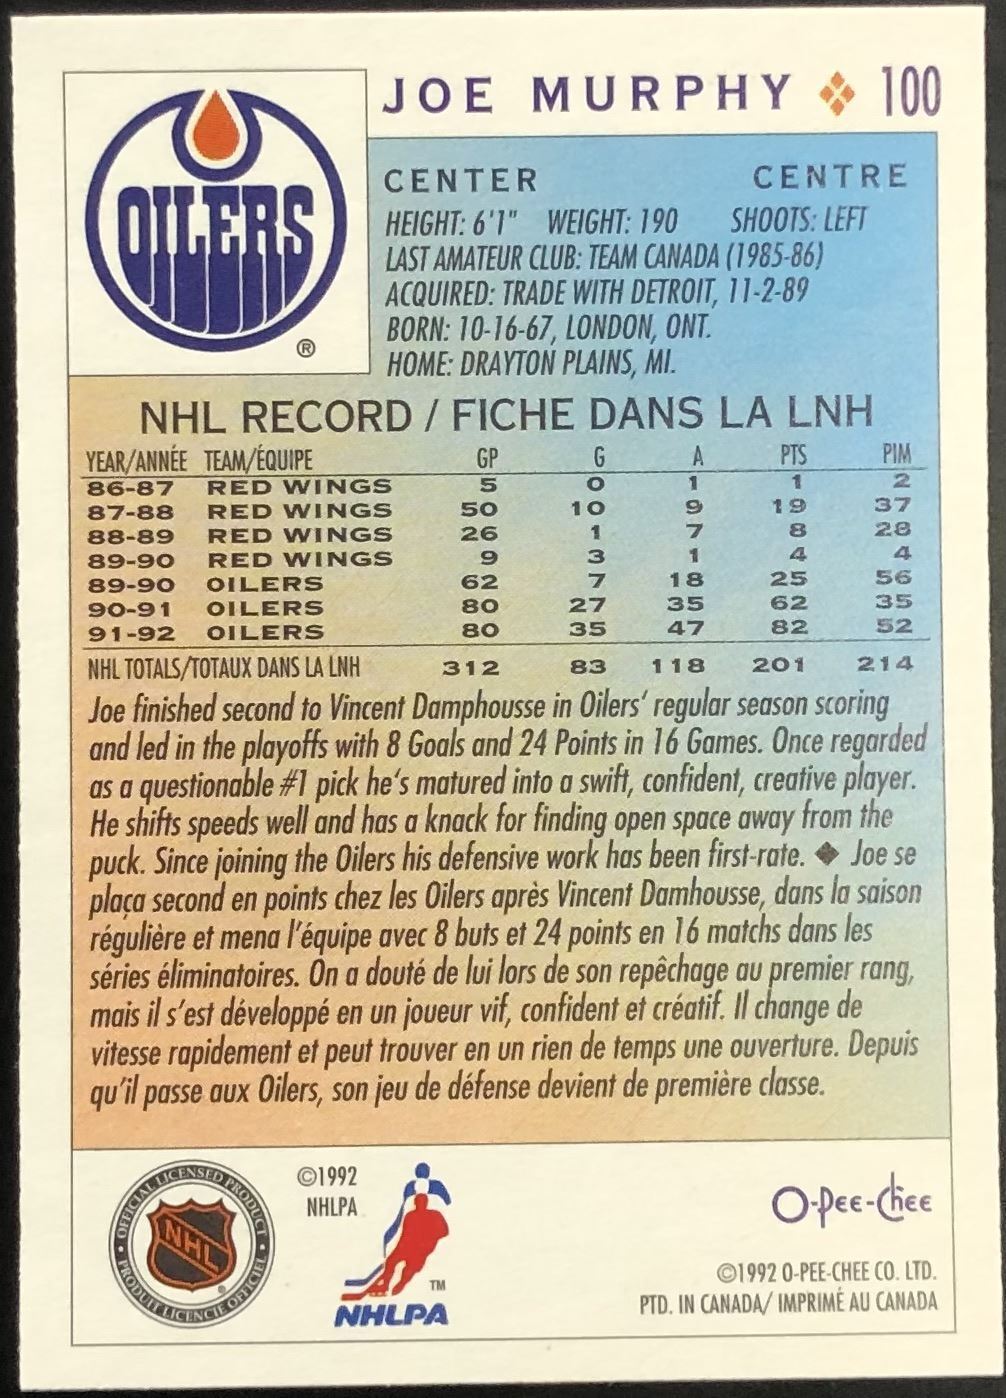 JOE MURPHY 100
OILERS
®
CENTER CENTRE
HEIGHT: 6'1" WEIGHT: 190 SHOOTS: LEFT
LAST AMATEUR CLUB: TEAM CANADA (1985-86)
ACQUIRED: TRADE WITH DETROIT, 11-2-89
BORN: 10-16-67, LONDON, ONT.
HOME: DRAYTON PLAINS, MI.
NHL RECORD / FICHE DANS LA LNH
YEAR/ANNÉE TEAM/ÉQUIPE GP G A PTS PIM
86-87 RED WINGS 5 0 1 1 2
87-88 RED WINGS 50 10 9 19 37
88-89 RED WINGS 26 1 7 8 28
89-90 RED WINGS 9 3 1 4 4
89-90 OILERS 62 7 18 25 56
90-91 OILERS 80 27 35 62 35
91-92 OILERS 80 35 47 82 52
NHL TOTALS/TOTAUX DANS LA LNH 312 83 118 201 214
Joe finished second to Vincent Damphousse in Oilers' regular season scoring
and led in the playoffs with 8 Goals and 24 Points in 16 Games. Once regarded
as a questionable #1 pick he's matured into a swift, confident, creative player.
He shifts speeds well and has a knack for finding open space away from the
puck. Since joining the Oilers his defensive work has been first-rate. ◆ Joe se
plaça second en points chez les Oilers après Vincent Damhousse, dans la saison
régulière et mena l'équipe avec 8 buts et 24 points en 16 matchs dans les
séries éliminatoires. On a douté de lui lors de son repêchage au premier rang,
mais il s'est développé en un joueur vif, confident et créatif. Il change de
vitesse rapidement et peut trouver en un rien de temps une ouverture. Depuis
qu'il passe aux Oilers, son jeu de défense devient de première classe.
OFFICIAL LICENSED PRODUCT
NHL
PRODUIT LICENCIE OFFICIEL
©1992
NHLPA
TM
NHLPA
O-Pee-Chee
©1992 O-PEE-CHEE CO. LTD.
PTD. IN CANADA/ IMPRIMÉ AU CANADA